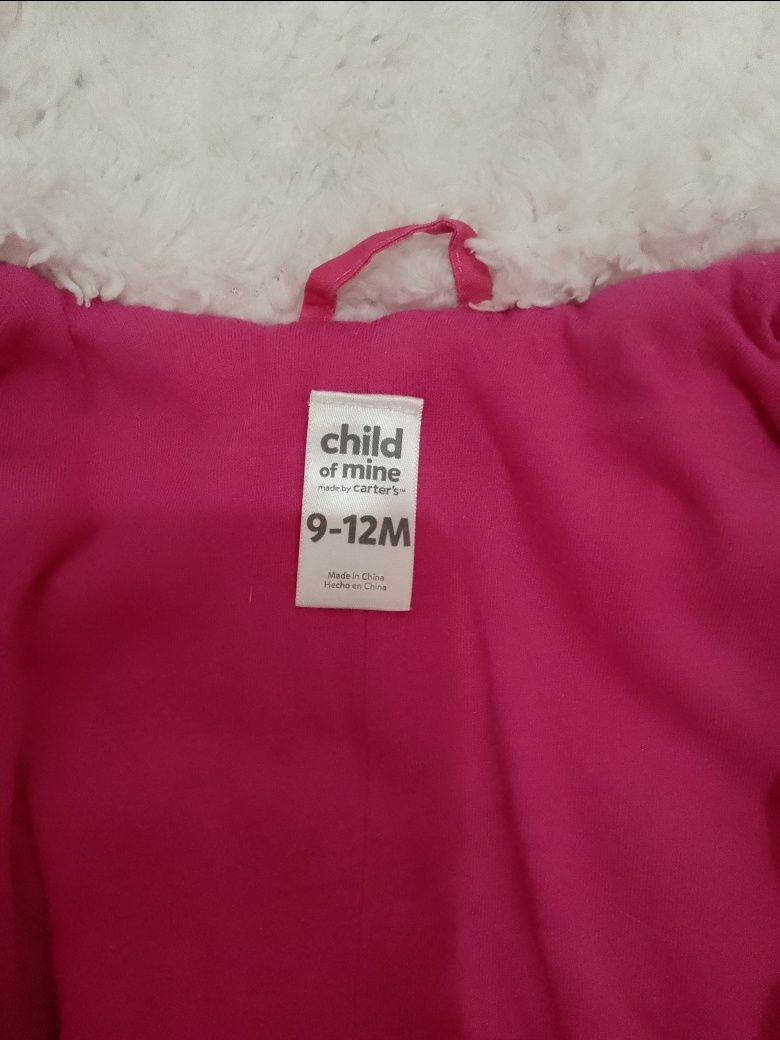 child
of mine
made by carter's™
9-12M
Made in China
Hecho en China